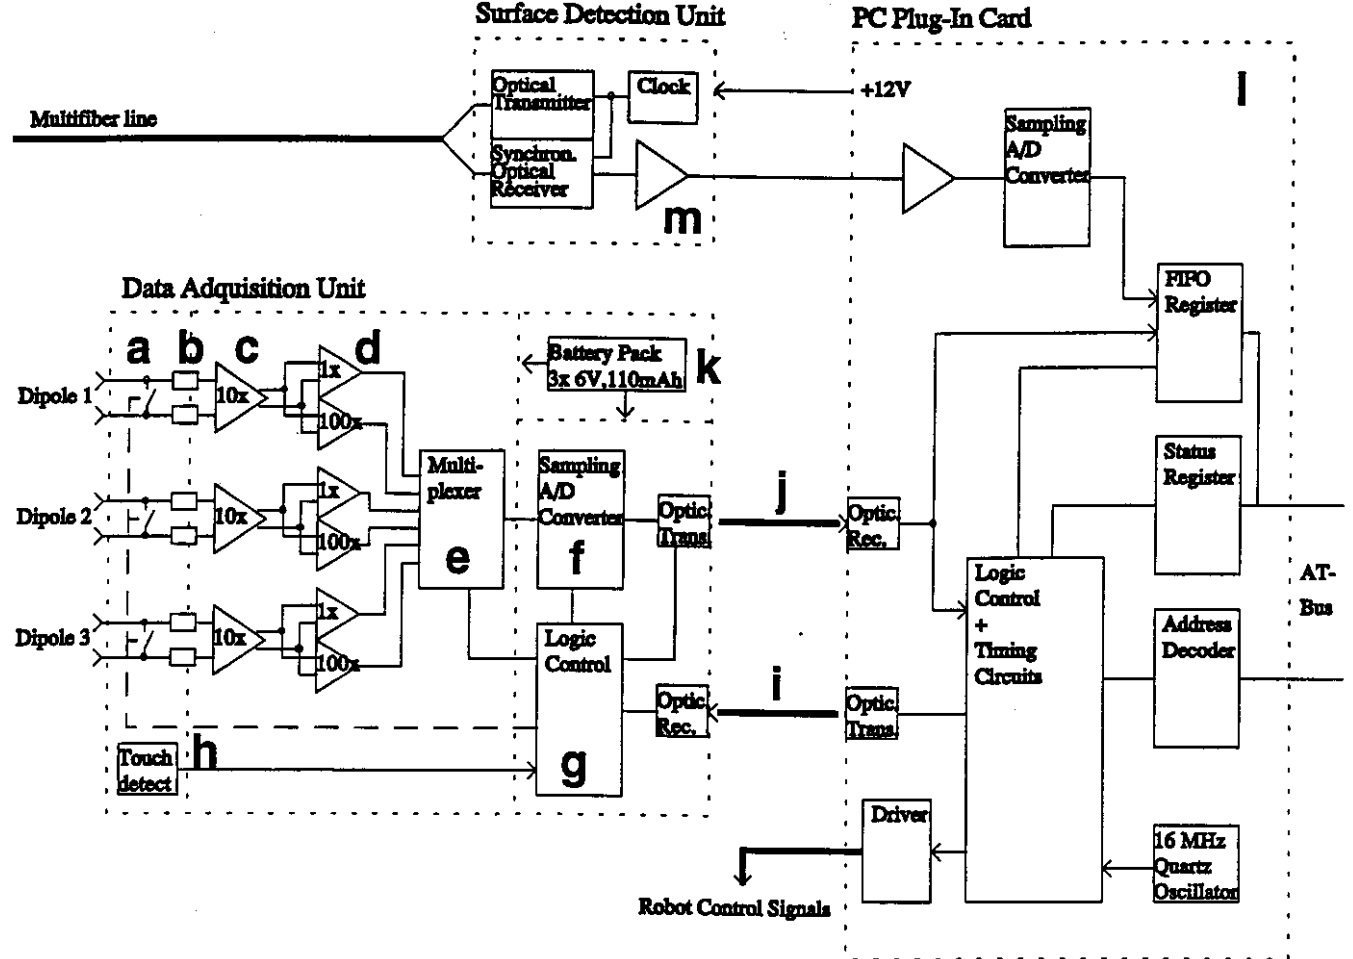 Surface Detection Unit
PC Plug-In Card
Optical
Transmitter
Clock
+12V
l
Multifiber line
Synchron.
Optical
Receiver
m
Sampling
A/D
Converter
Data Adquisition Unit
FIFO
Register
a
b
c
d
Battery Pack
3x 6V,110mAh
k
Dipole 1
10x
1x
100x
Multi-
plexer
e
Sampling
A/D
Converter
f
Status
Register
Dipole 2
10x
1x
100x
Optic.
Trans.
j
Optic.
Rec.
Logic
Control
+
Timing
Circuits
AT-
Bus
Dipole 3
10x
1x
100x
Logic
Control
g
Address
Decoder
Optic.
Rec.
i
Optic.
Trans.
Touch
detect
h
Driver
16 MHz
Quartz
Oscillator
Robot Control Signals